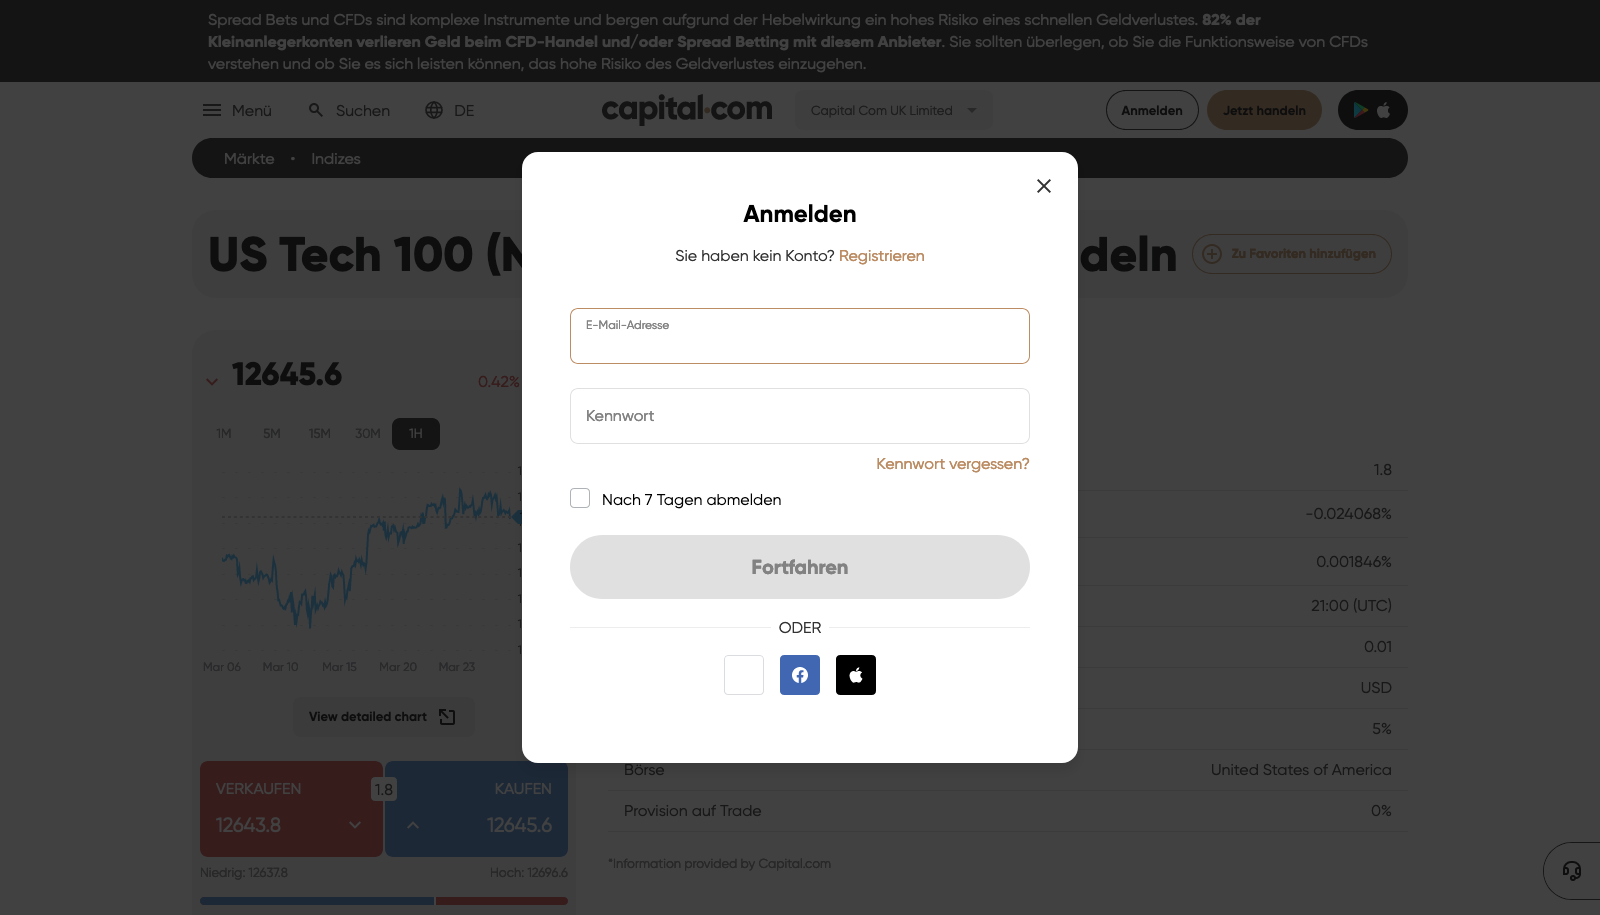 Spread Bets und CFDs sind komplexe Instrumente und bergen aufgrund der Hebelwirkung ein hohes Risiko eines schnellen Geldverlustes. 82% der
Kleinanlegerkonten verlieren Geld beim CFD-Handel und/oder Spread Betting mit diesem Anbieter. Sie sollten überlegen, ob Sie die Funktionsweise von CFDs
verstehen und ob Sie es sich leisten können, das hohe Risiko des Geldverlustes einzugehen.
Menü
Suchen
DE
capital.com
Capital Com UK Limited
Anmelden
Jetzt handeln
Märkte • Indizes
US Tech 100 (
deln
Zu Favoriten hinzufügen
Anmelden
Sie haben kein Konto? Registrieren
E-Mail-Adresse
Kennwort
Kennwort vergessen?
Nach 7 Tagen abmelden
Fortfahren
ODER
12645.6
0.42%
1M 5M 15M 30M 1H
Mar 06 Mar 10 Mar 15 Mar 20 Mar 23
View detailed chart
VERKAUFEN
12643.8
1.8
KAUFEN
12645.6
Niedrig: 12637.8
Hoch: 12696.6
1.8
-0.024068%
0.001846%
21:00 (UTC)
0.01
USD
5%
Börse United States of America
Provision auf Trade 0%
*Information provided by Capital.com